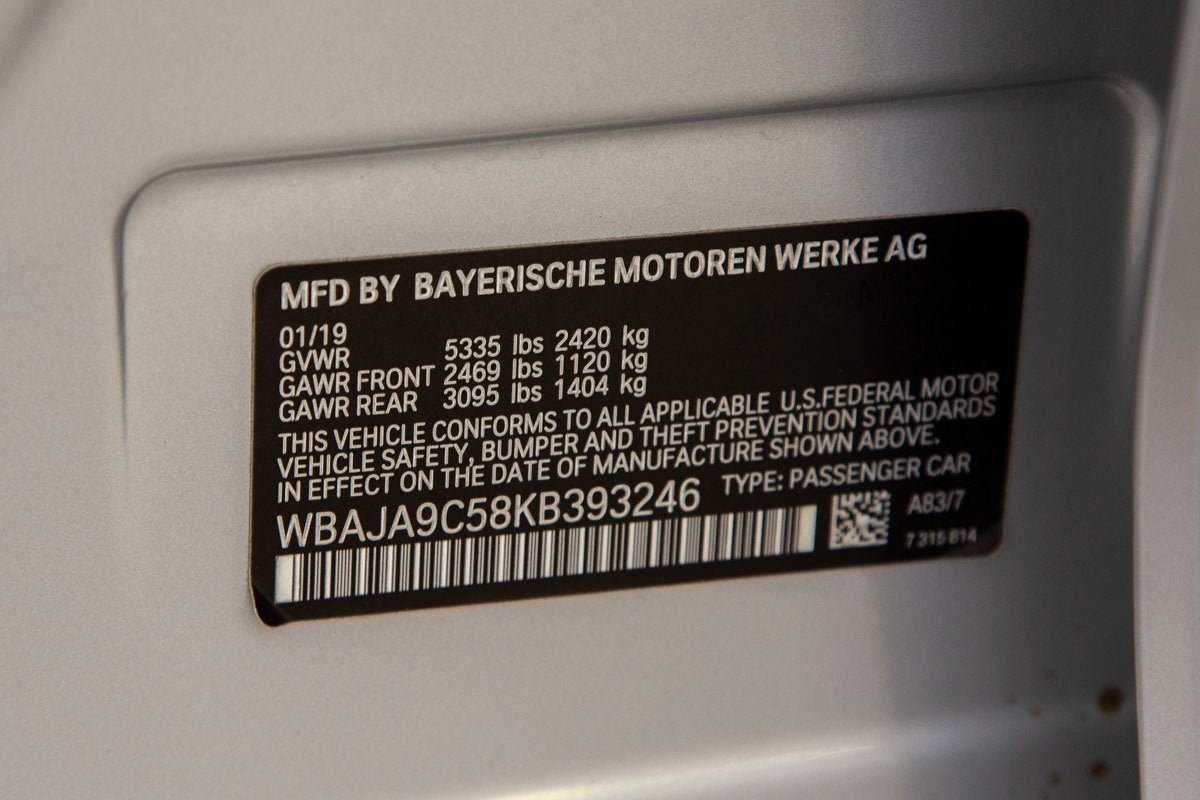 MFD BY BAYERISCHE MOTOREN WERKE AG
01/19
GVWR 5335 lbs 2420 kg
GAWR FRONT 2469 lbs 1120 kg
GAWR REAR 3095 lbs 1404 kg
THIS VEHICLE CONFORMS TO ALL APPLICABLE U.S.FEDERAL MOTOR
VEHICLE SAFETY, BUMPER AND THEFT PREVENTION STANDARDS
IN EFFECT ON THE DATE OF MANUFACTURE SHOWN ABOVE.
WBAJA9C58KB393246 TYPE: PASSENGER CAR
A83/7
7 315 814